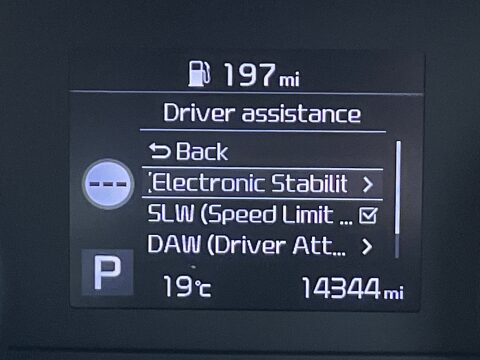 197 mi
Driver assistance
Back
Electronic Stabilit
SLW (Speed Limit ...
DAW (Driver Att...
---
P
19°C 14344 mi